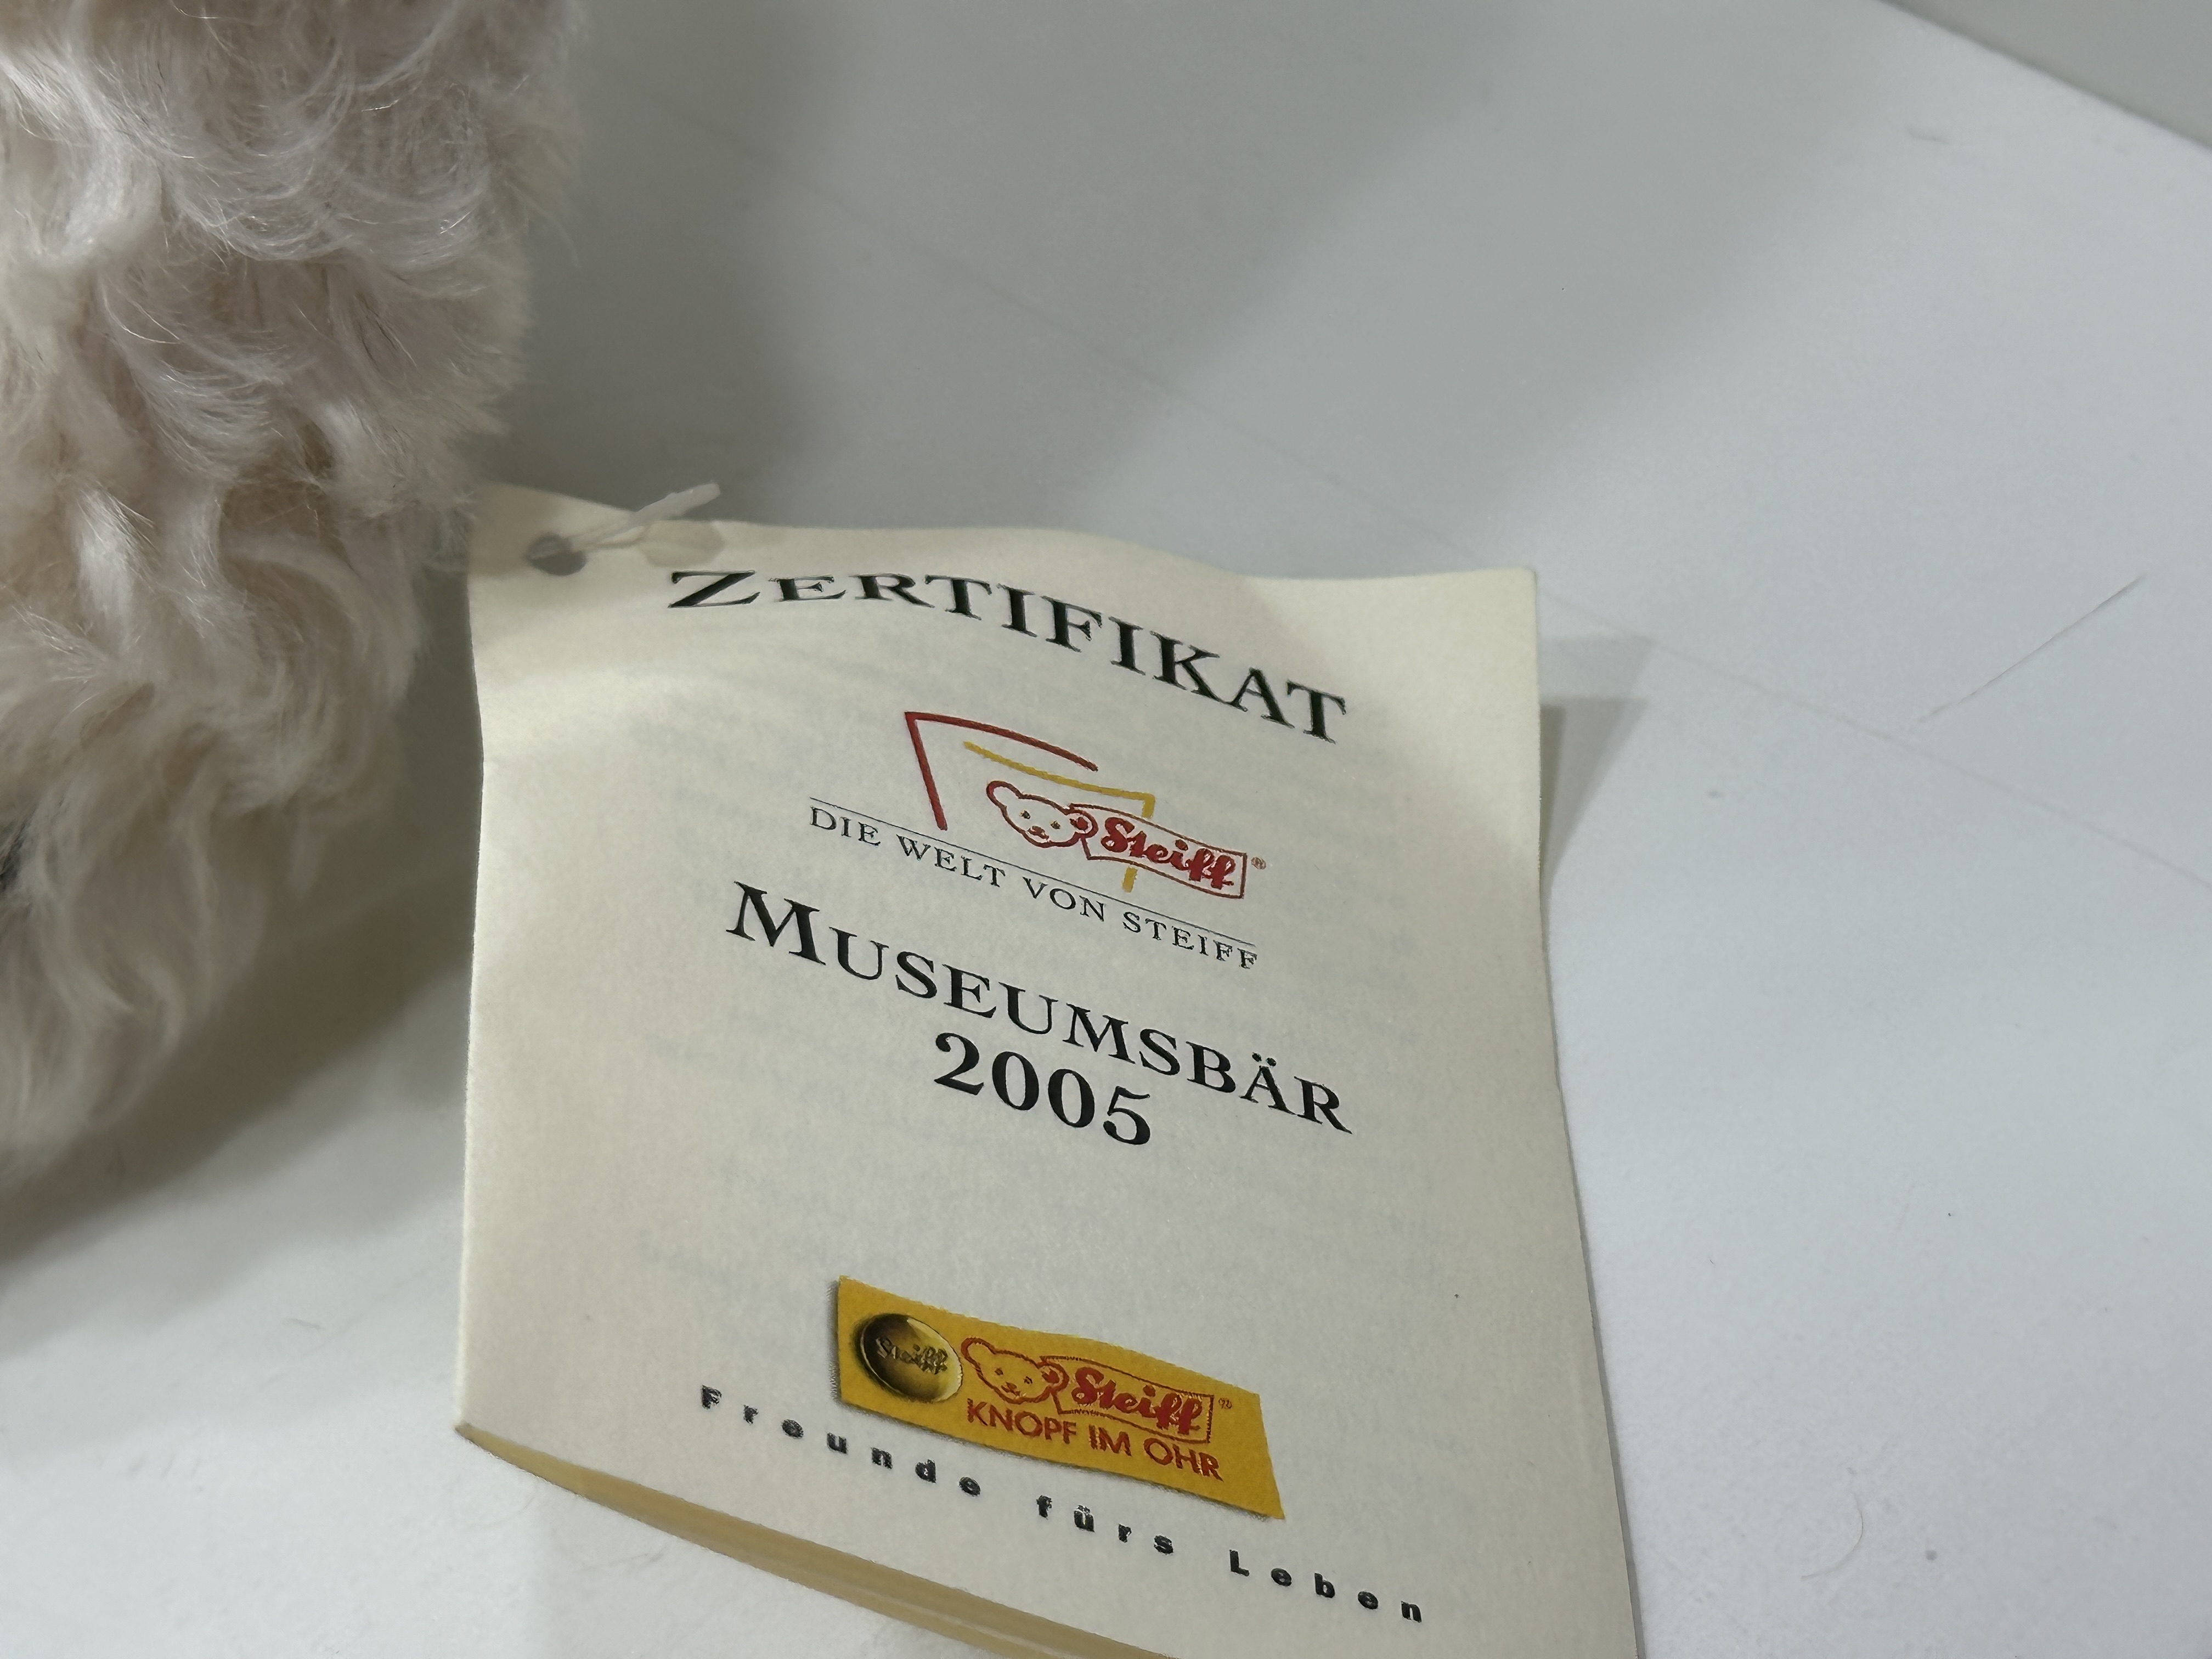 ZERTIFIKAT
Steiff®
DIE WELT VON STEIFF
MUSEUMSBÄR
2005
Steiff
Steiff®
KNOPF IM OHR
Freunde fürs Leben